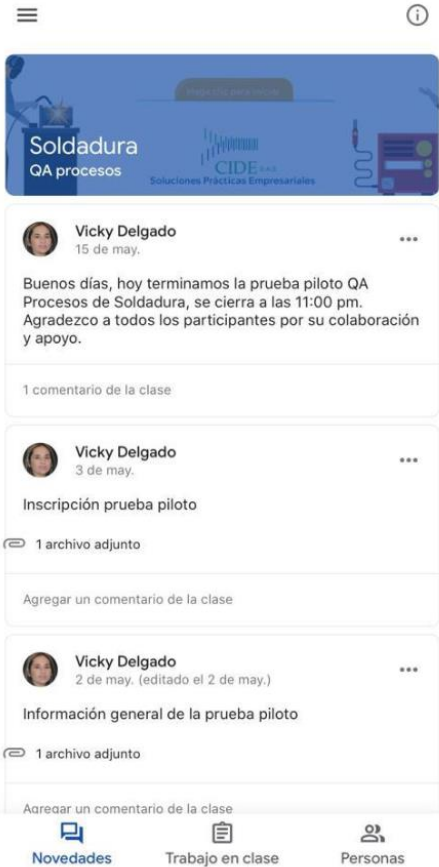 Soldadura
QA procesos
CIDE S.A.S
Soluciones Prácticas Empresariales
Vicky Delgado
15 de may.
Buenos días, hoy terminamos la prueba piloto QA
Procesos de Soldadura, se cierra a las 11:00 pm.
Agradezco a todos los participantes por su colaboración
y apoyo.
1 comentario de la clase
Vicky Delgado
3 de may.
Inscripción prueba piloto
1 archivo adjunto
Agregar un comentario de la clase
Vicky Delgado
2 de may. (editado el 2 de may.)
Información general de la prueba piloto
1 archivo adjunto
Agregar un comentario de la clase
Novedades
Trabajo en clase
Personas